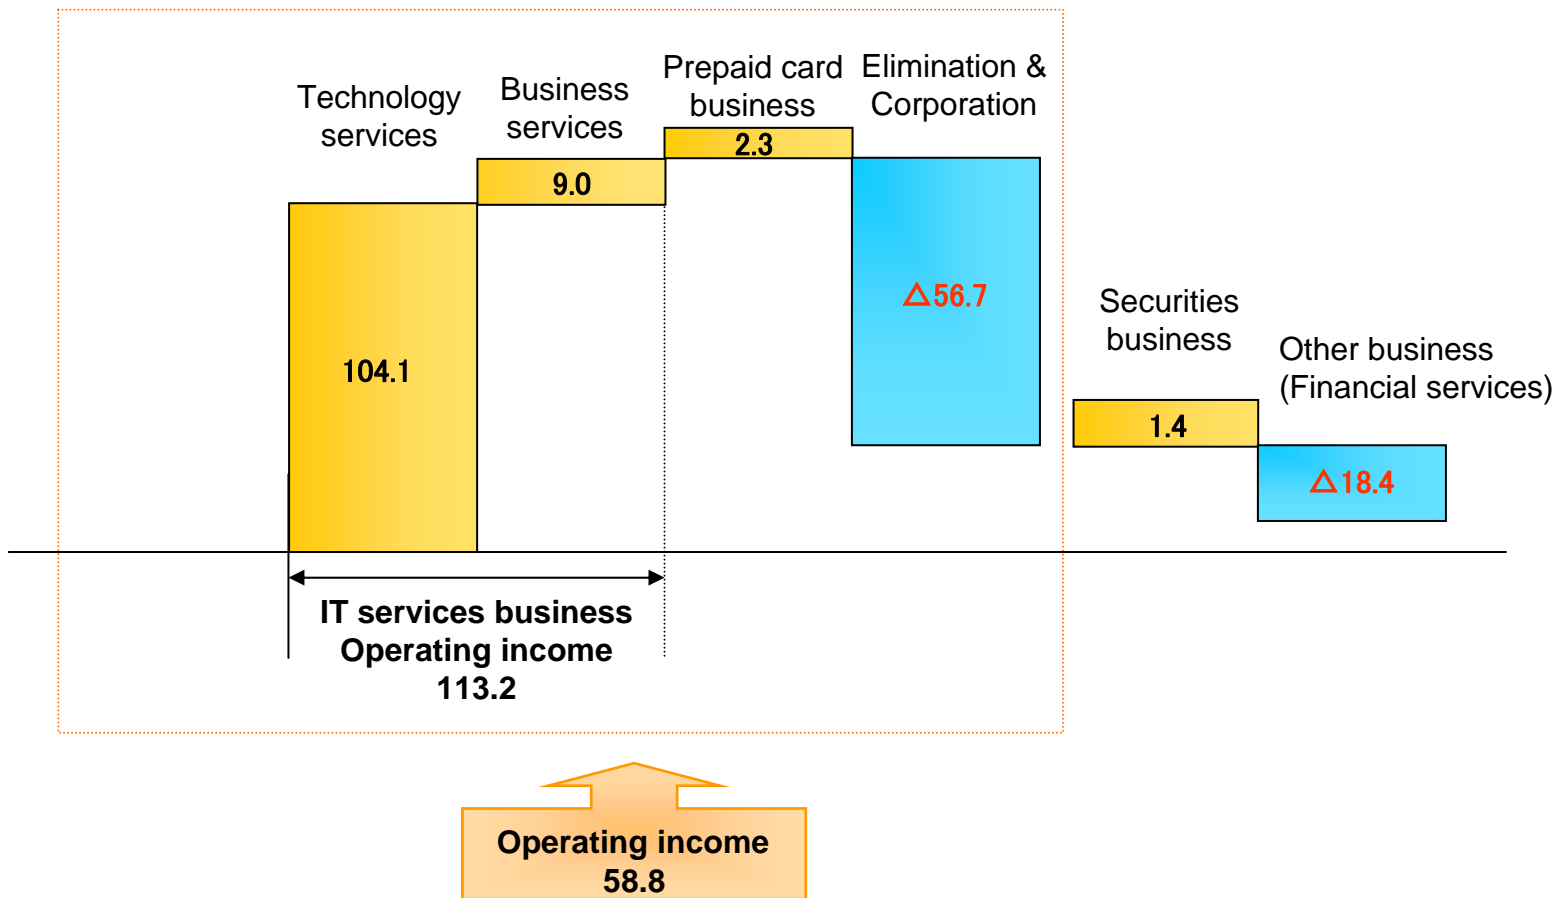 Technology
services
Business
services
Prepaid card
business
Elimination &
Corporation
2.3
9.0
△56.7
104.1
Securities
business
Other business
(Financial services)
1.4
△18.4
IT services business
Operating income
113.2
Operating income
58.8